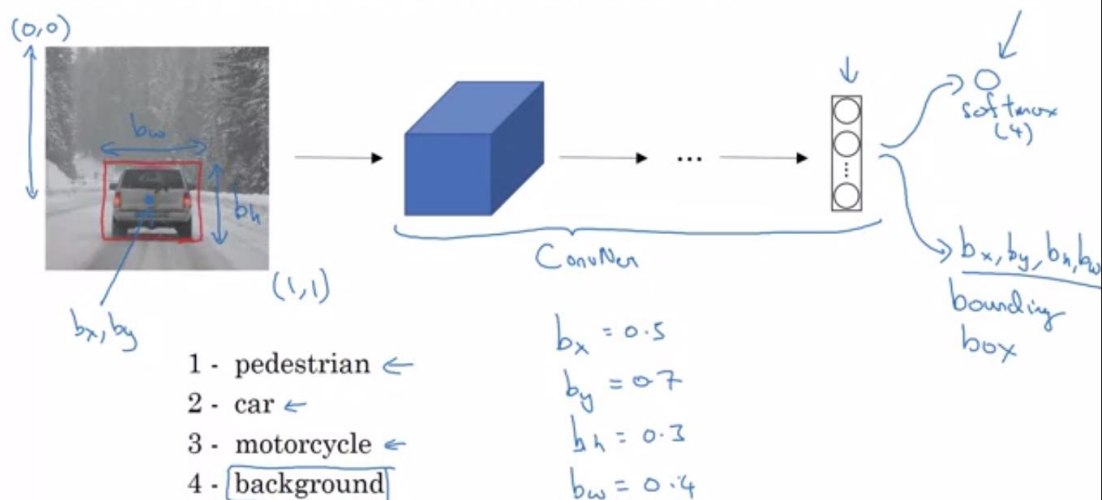 (0,0)
bw
bh
(1,1)
bx, by
...
ConvNet
softmax
(4)
bx, by, bh, bw
bounding
box
1 - pedestrian
2 - car
3 - motorcycle
4 - background
bx = 0.5
by = 0.7
bh = 0.3
bw = 0.4